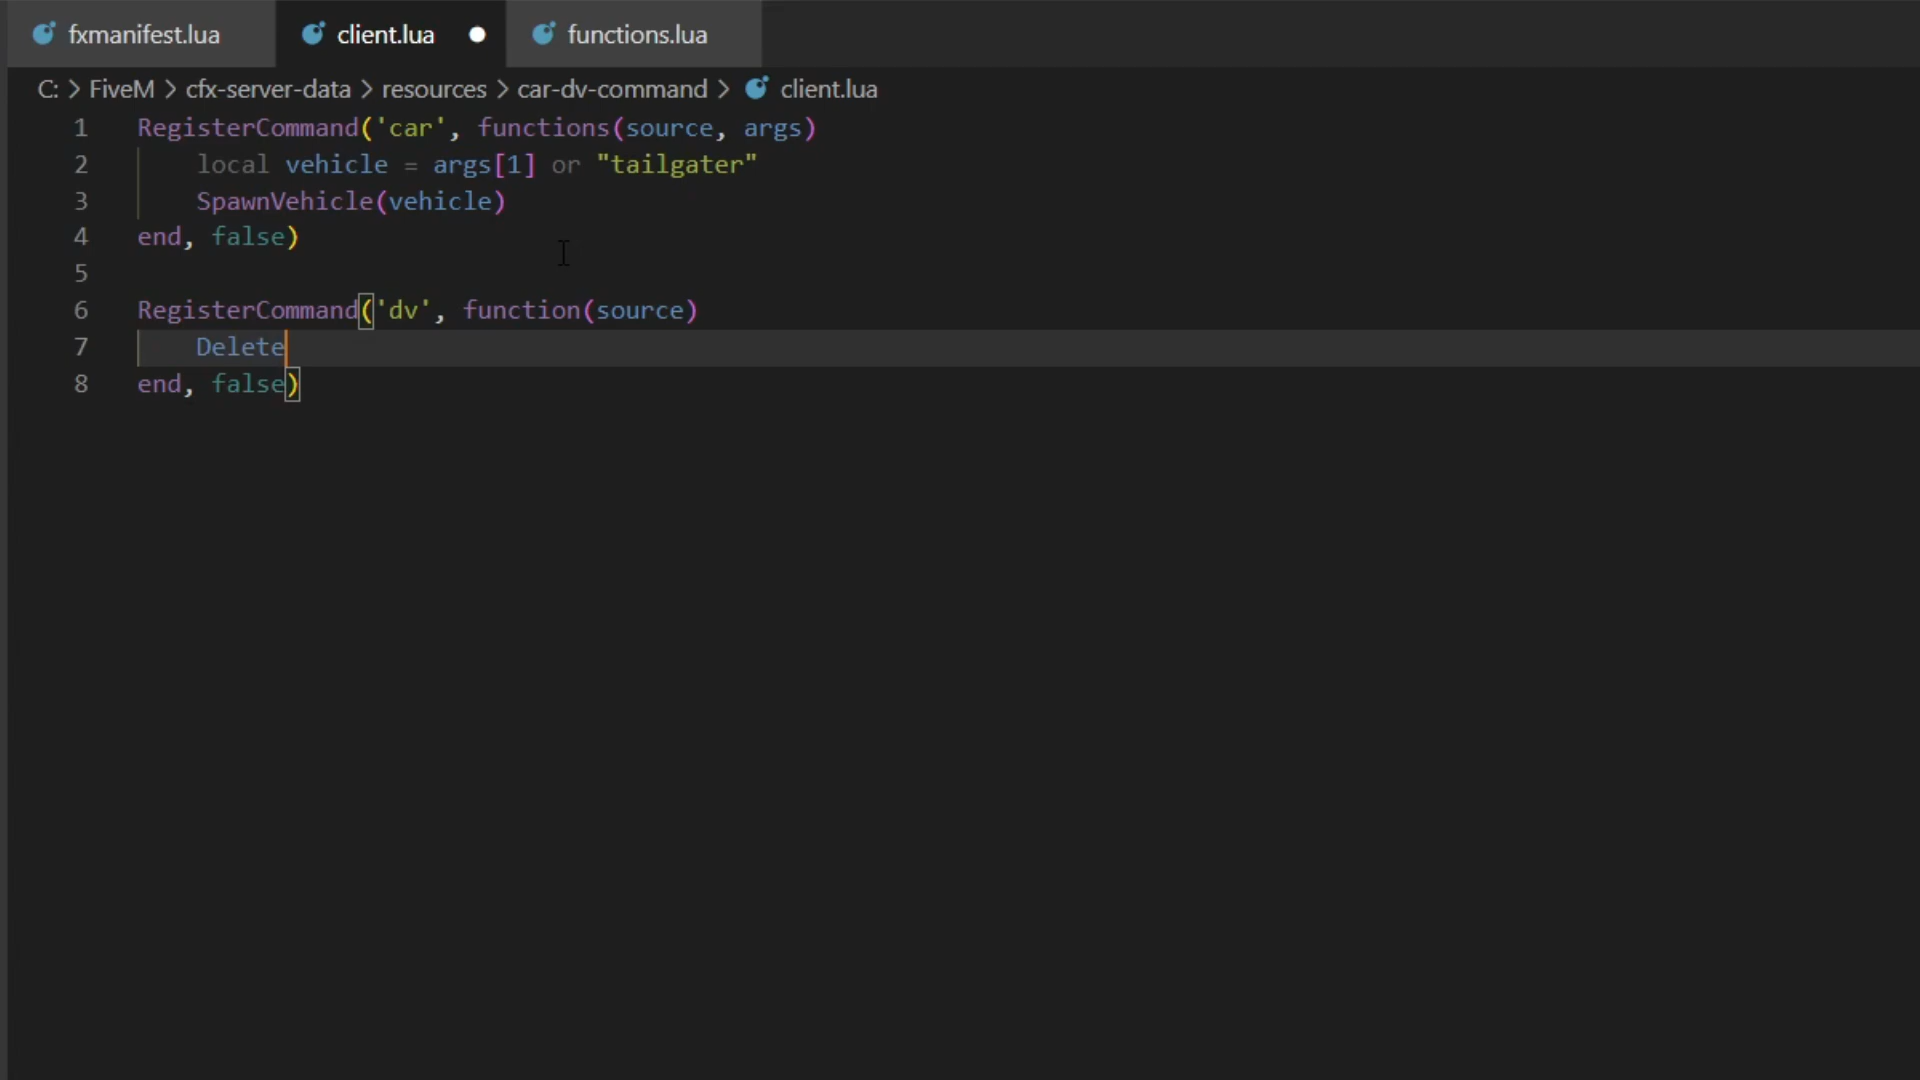 fxmanifest.lua client.lua functions.lua
C: > FiveM > cfx-server-data > resources > car-dv-command > client.lua
1 RegisterCommand('car', functions(source, args)
2 local vehicle = args[1] or "tailgater"
3 SpawnVehicle(vehicle)
4 end, false)
5
6 RegisterCommand('dv', function(source)
7 Delete
8 end, false)